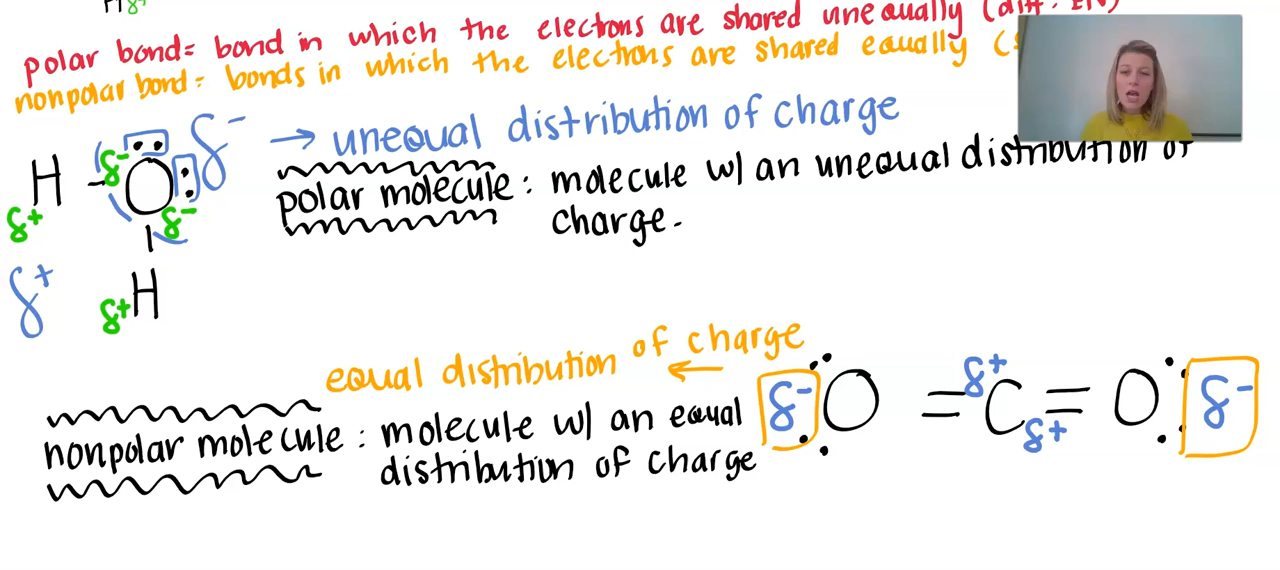 H δ+
polar bond= bond in which the electrons are shared unequally (diff. EN)
nonpolar bond= bonds in which the electrons are shared equally (
δ- δ-
→ unequal distribution of charge
H - O
polar molecule: molecule w/ an unequal distribution of
δ+ δ-
charge.
δ+ δ+ H
equal distribution of charge
←
δ- O = δ+ C δ+ = O δ-
nonpolar molecule: molecule w/ an equal
distribution of charge